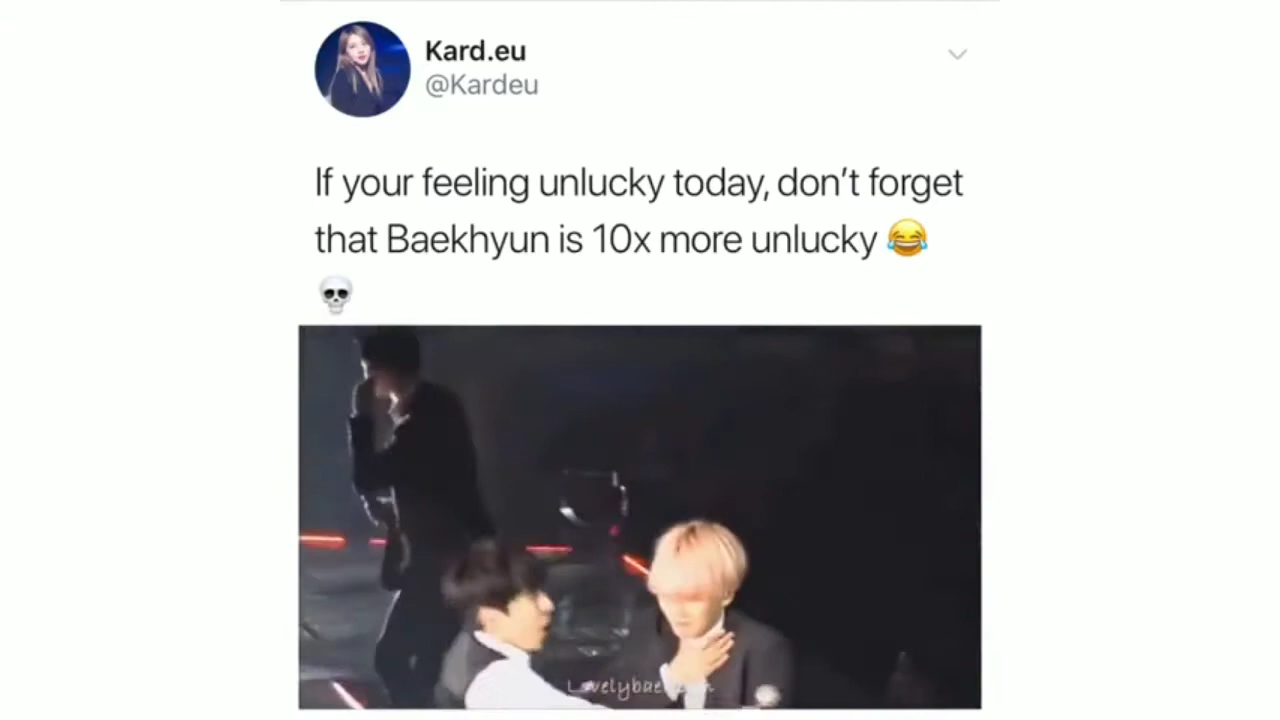 Kard.eu
@Kardeu
If your feeling unlucky today, don’t forget
that Baekhyun is 10x more unlucky 😂
💀